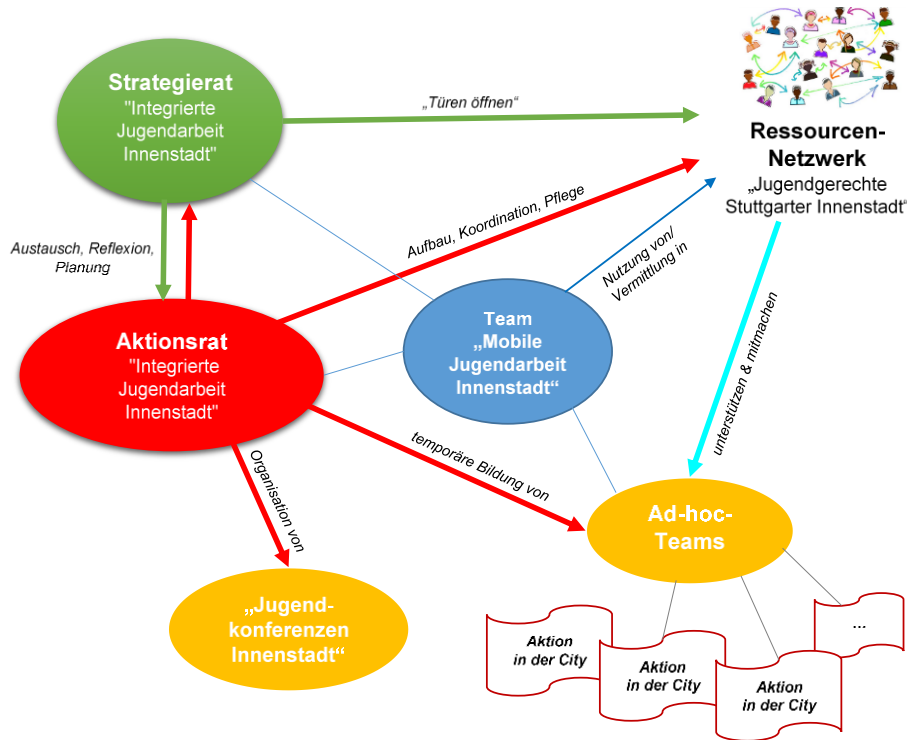 Strategierat
"Integrierte
Jugendarbeit
Innenstadt"
„Türen öffnen“
Ressourcen-
Netzwerk
„Jugendgerechte
Stuttgarter Innenstadt“
Austausch, Reflexion,
Planung
Aufbau, Koordination, Pflege
Nutzung von/
Vermittlung in
Aktionsrat
"Integrierte
Jugendarbeit
Innenstadt"
Team
„Mobile
Jugendarbeit
Innenstadt“
unterstützen & mitmachen
temporäre Bildung von
Organisation von
Ad-hoc-
Teams
„Jugend-
konferenzen
Innenstadt“
Aktion
in der City
Aktion
in der City
Aktion
in der City
...